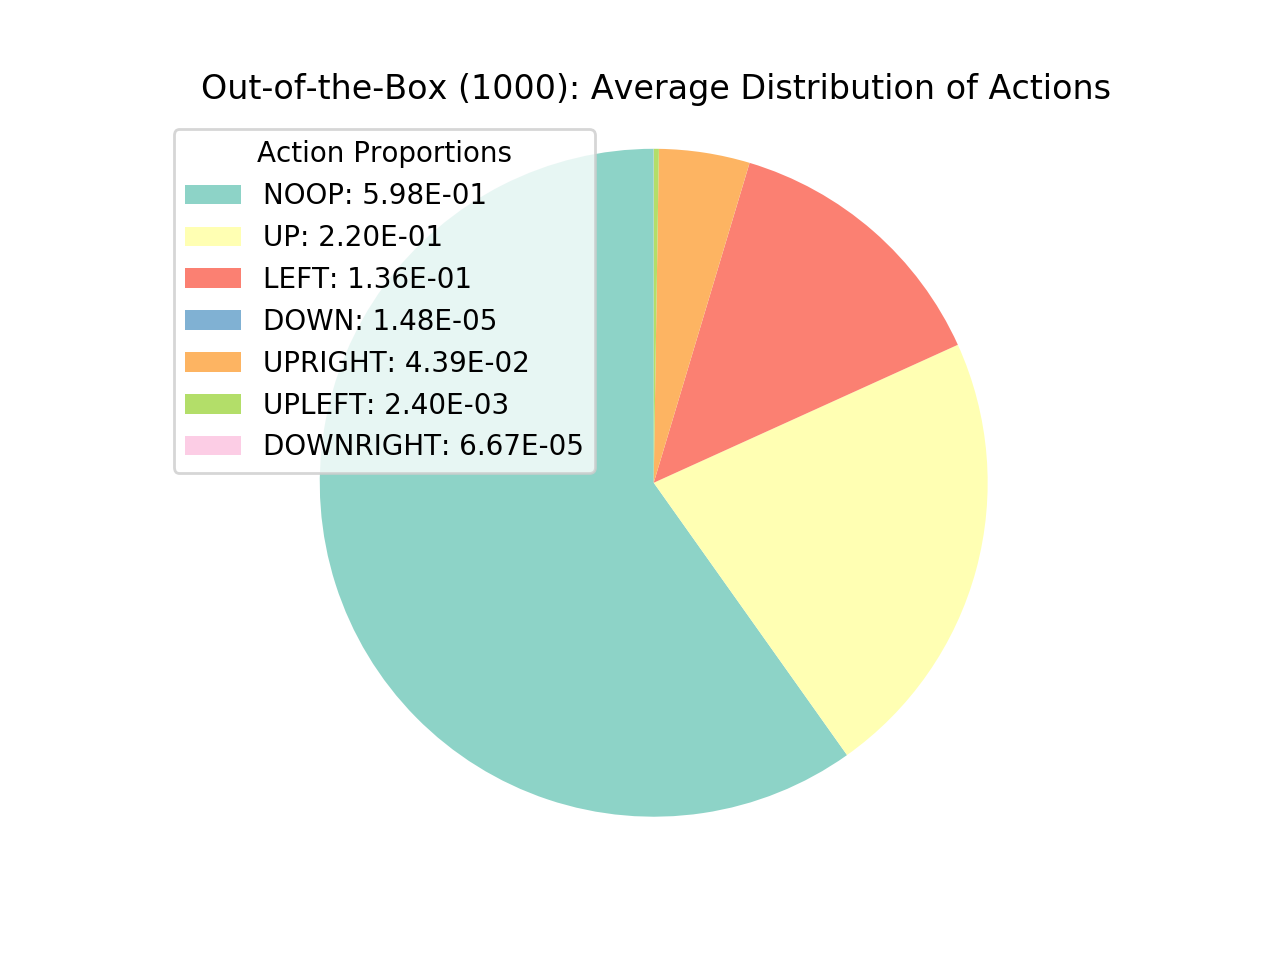 Out-of-the-Box (1000): Average Distribution of Actions
Action Proportions
NOOP: 5.98E-01
UP: 2.20E-01
LEFT: 1.36E-01
DOWN: 1.48E-05
UPRIGHT: 4.39E-02
UPLEFT: 2.40E-03
DOWNRIGHT: 6.67E-05